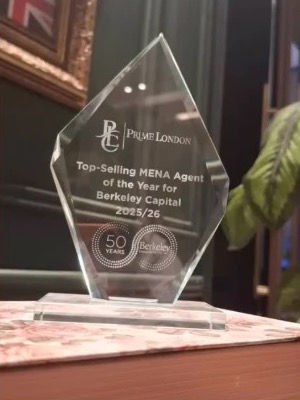 PLC PRIME LONDON
Top-Selling MENA Agent
of the Year for
Berkeley Capital
2025/26
50 YEARS
Berkeley